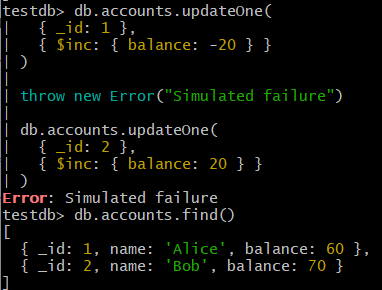 testdb> db.accounts.updateOne(
|   { _id: 1 },
|   { $inc: { balance: -20 } }
| )
|
| throw new Error("Simulated failure")
|
| db.accounts.updateOne(
|   { _id: 2 },
|   { $inc: { balance: 20 } }
| )
Error: Simulated failure
testdb> db.accounts.find()
[
  { _id: 1, name: 'Alice', balance: 60 },
  { _id: 2, name: 'Bob', balance: 70 }
]